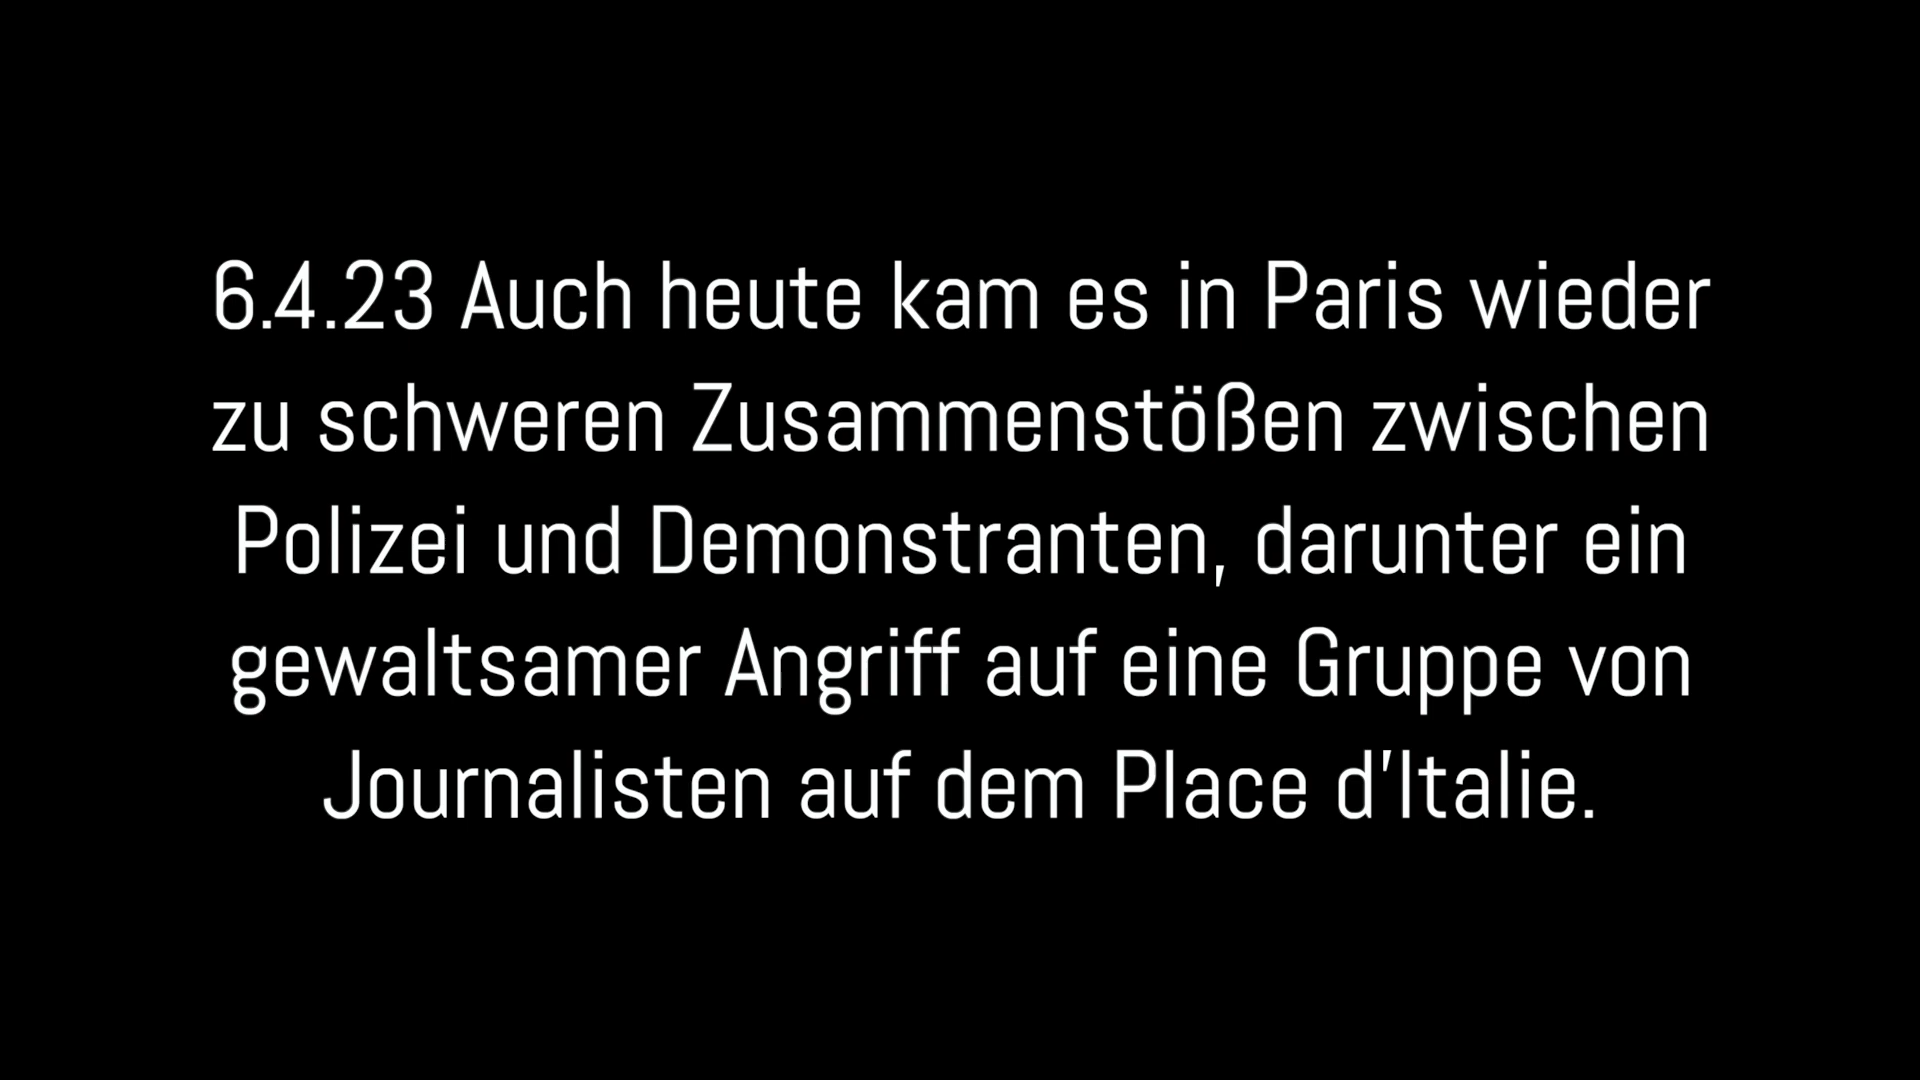 6.4.23 Auch heute kam es in Paris wieder
zu schweren Zusammenstößen zwischen
Polizei und Demonstranten, darunter ein
gewaltsamer Angriff auf eine Gruppe von
Journalisten auf dem Place d'Italie.